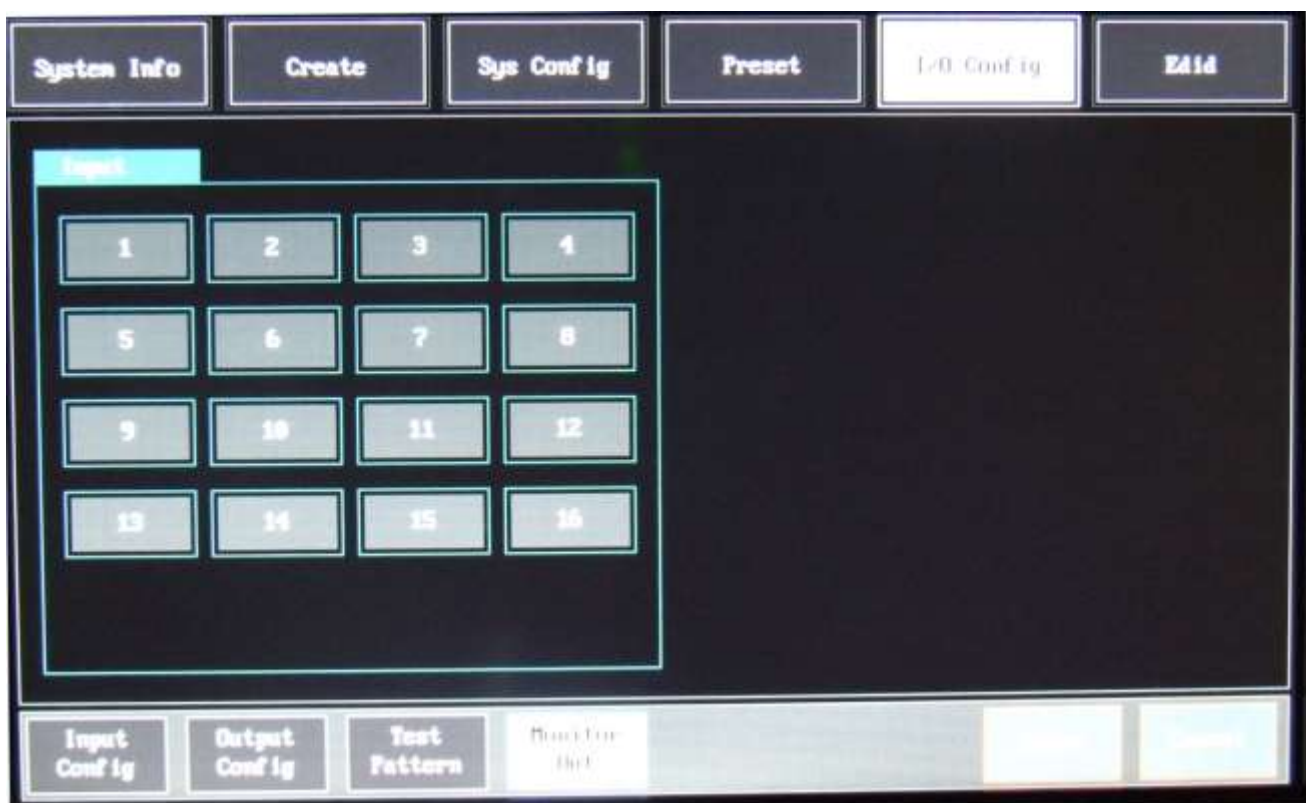 System Info
Create
Sys Config
Preset
I/O Config
Edid
Input
1
2
3
4
5
6
7
8
9
10
11
12
13
14
15
16
Input
Config
Output
Config
Test
Pattern
Monitor
Out